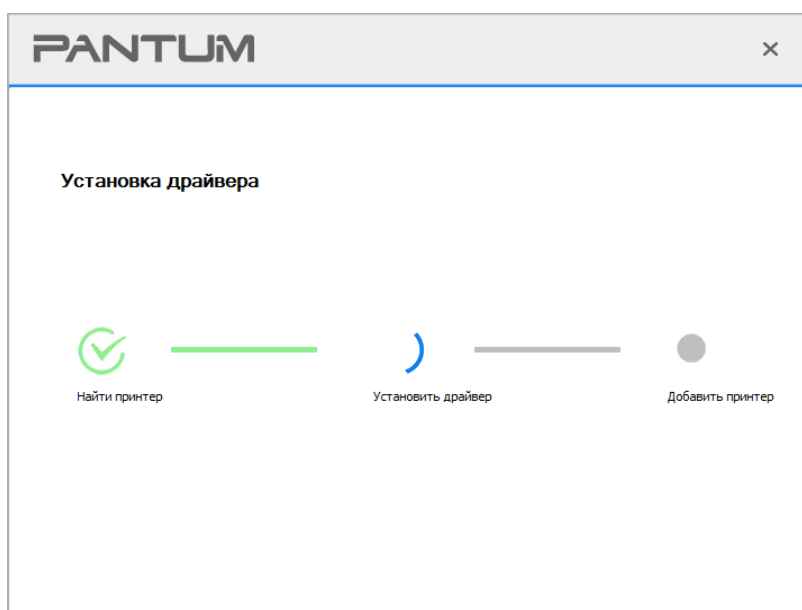 PANTUM
Установка драйвера
Найти принтер
Установить драйвер
Добавить принтер